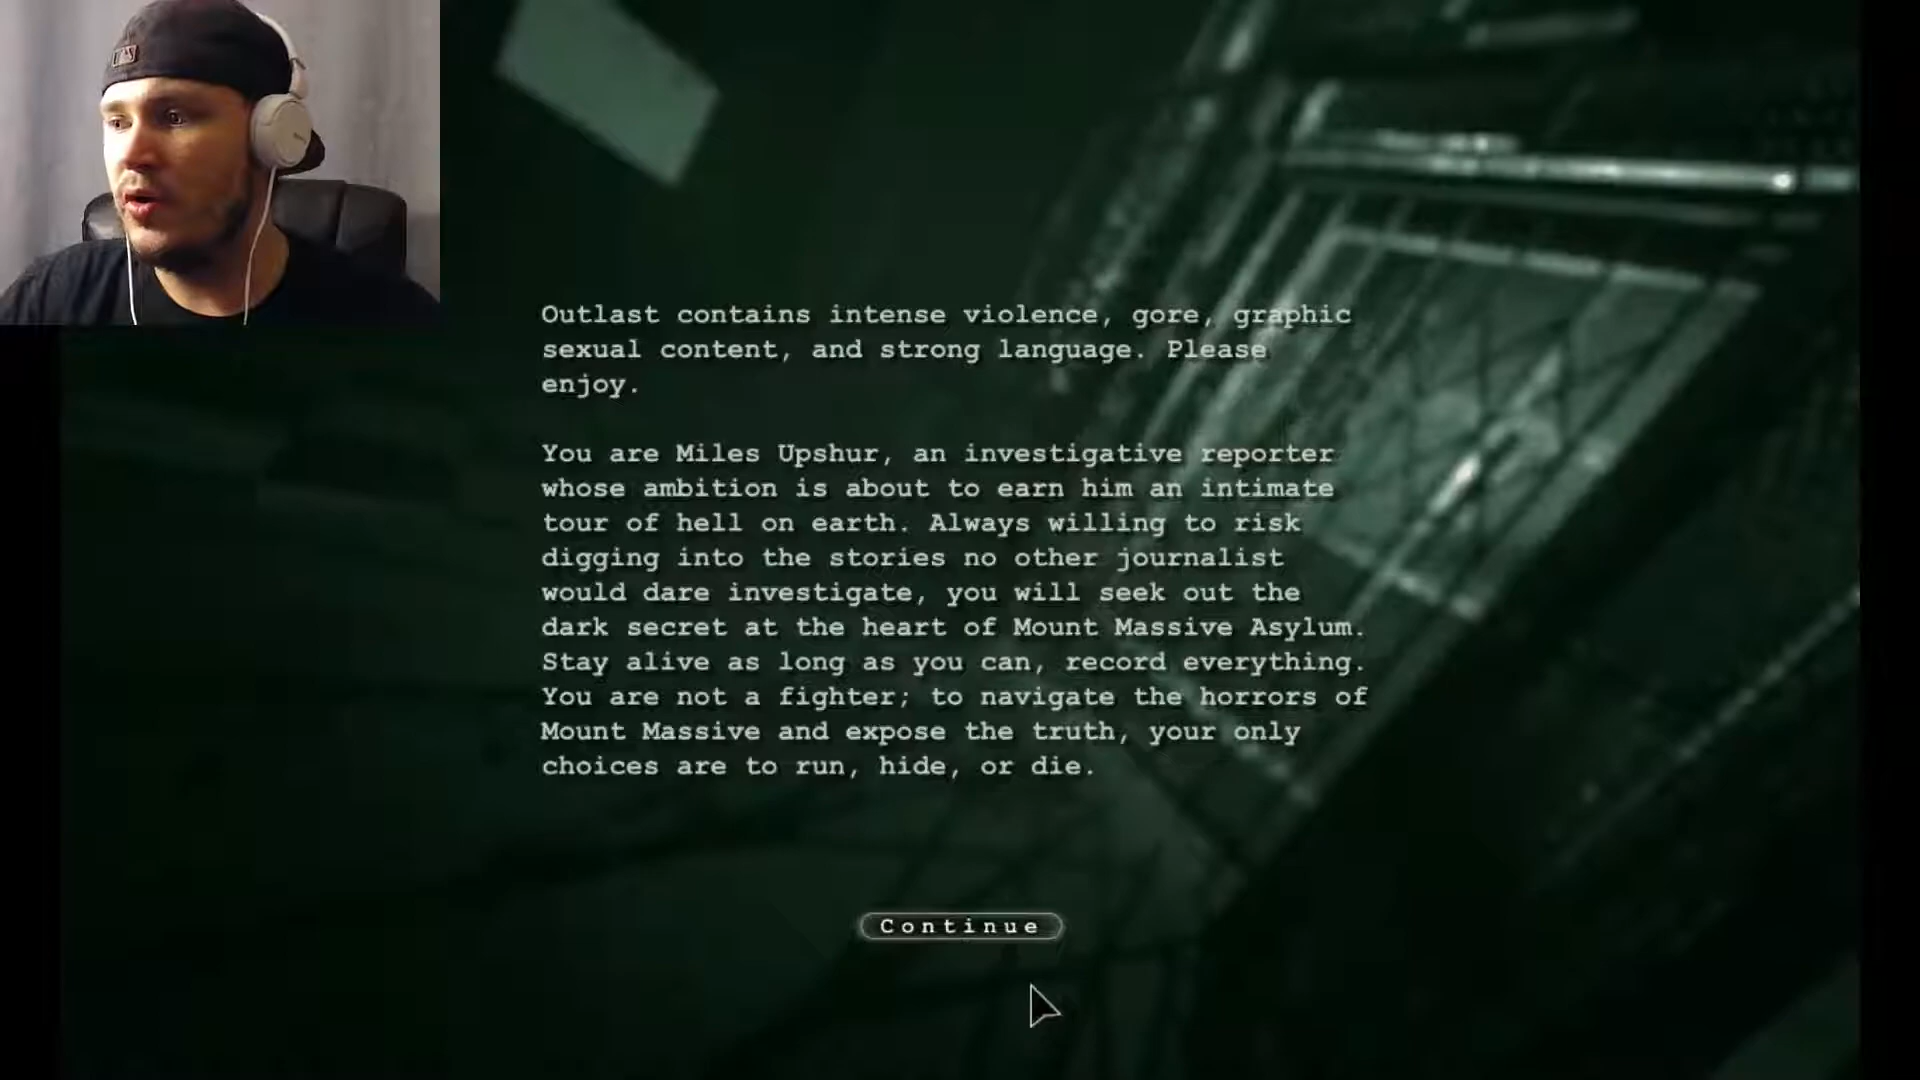 Outlast contains intense violence, gore, graphic
sexual content, and strong language. Please
enjoy.
You are Miles Upshur, an investigative reporter
whose ambition is about to earn him an intimate
tour of hell on earth. Always willing to risk
digging into the stories no other journalist
would dare investigate, you will seek out the
dark secret at the heart of Mount Massive Asylum.
Stay alive as long as you can, record everything.
You are not a fighter; to navigate the horrors of
Mount Massive and expose the truth, your only
choices are to run, hide, or die.
Continue